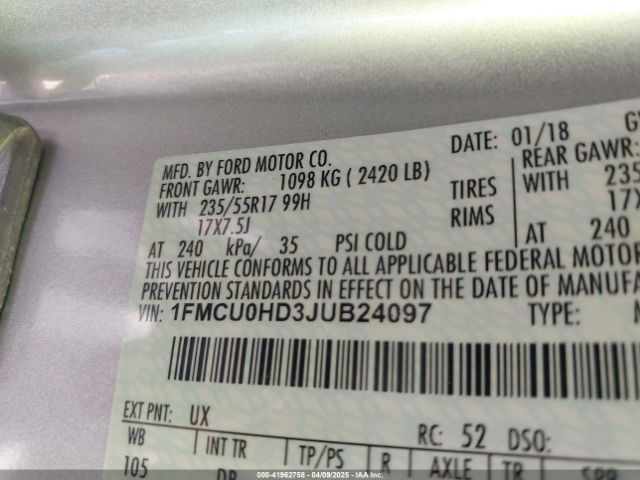 MFD. BY FORD MOTOR CO. DATE: 01/18
FRONT GAWR: 1098 KG ( 2420 LB) REAR GAWR:
WITH 235/55R17 99H TIRES WITH 235
17X7.5J RIMS 17X
AT 240 kPa/ 35 PSI COLD AT 240
THIS VEHICLE CONFORMS TO ALL APPLICABLE FEDERAL MOTOR
PREVENTION STANDARDS IN EFFECT ON THE DATE OF MANUFA
VIN: 1FMCU0HD3JUB24097 TYPE:
EXT PNT: UX RC: 52 DSO:
WB INT TR TP/PS R AXLE TR SPR
105
000-41962758 - 04/09/2025 - IAA Inc.